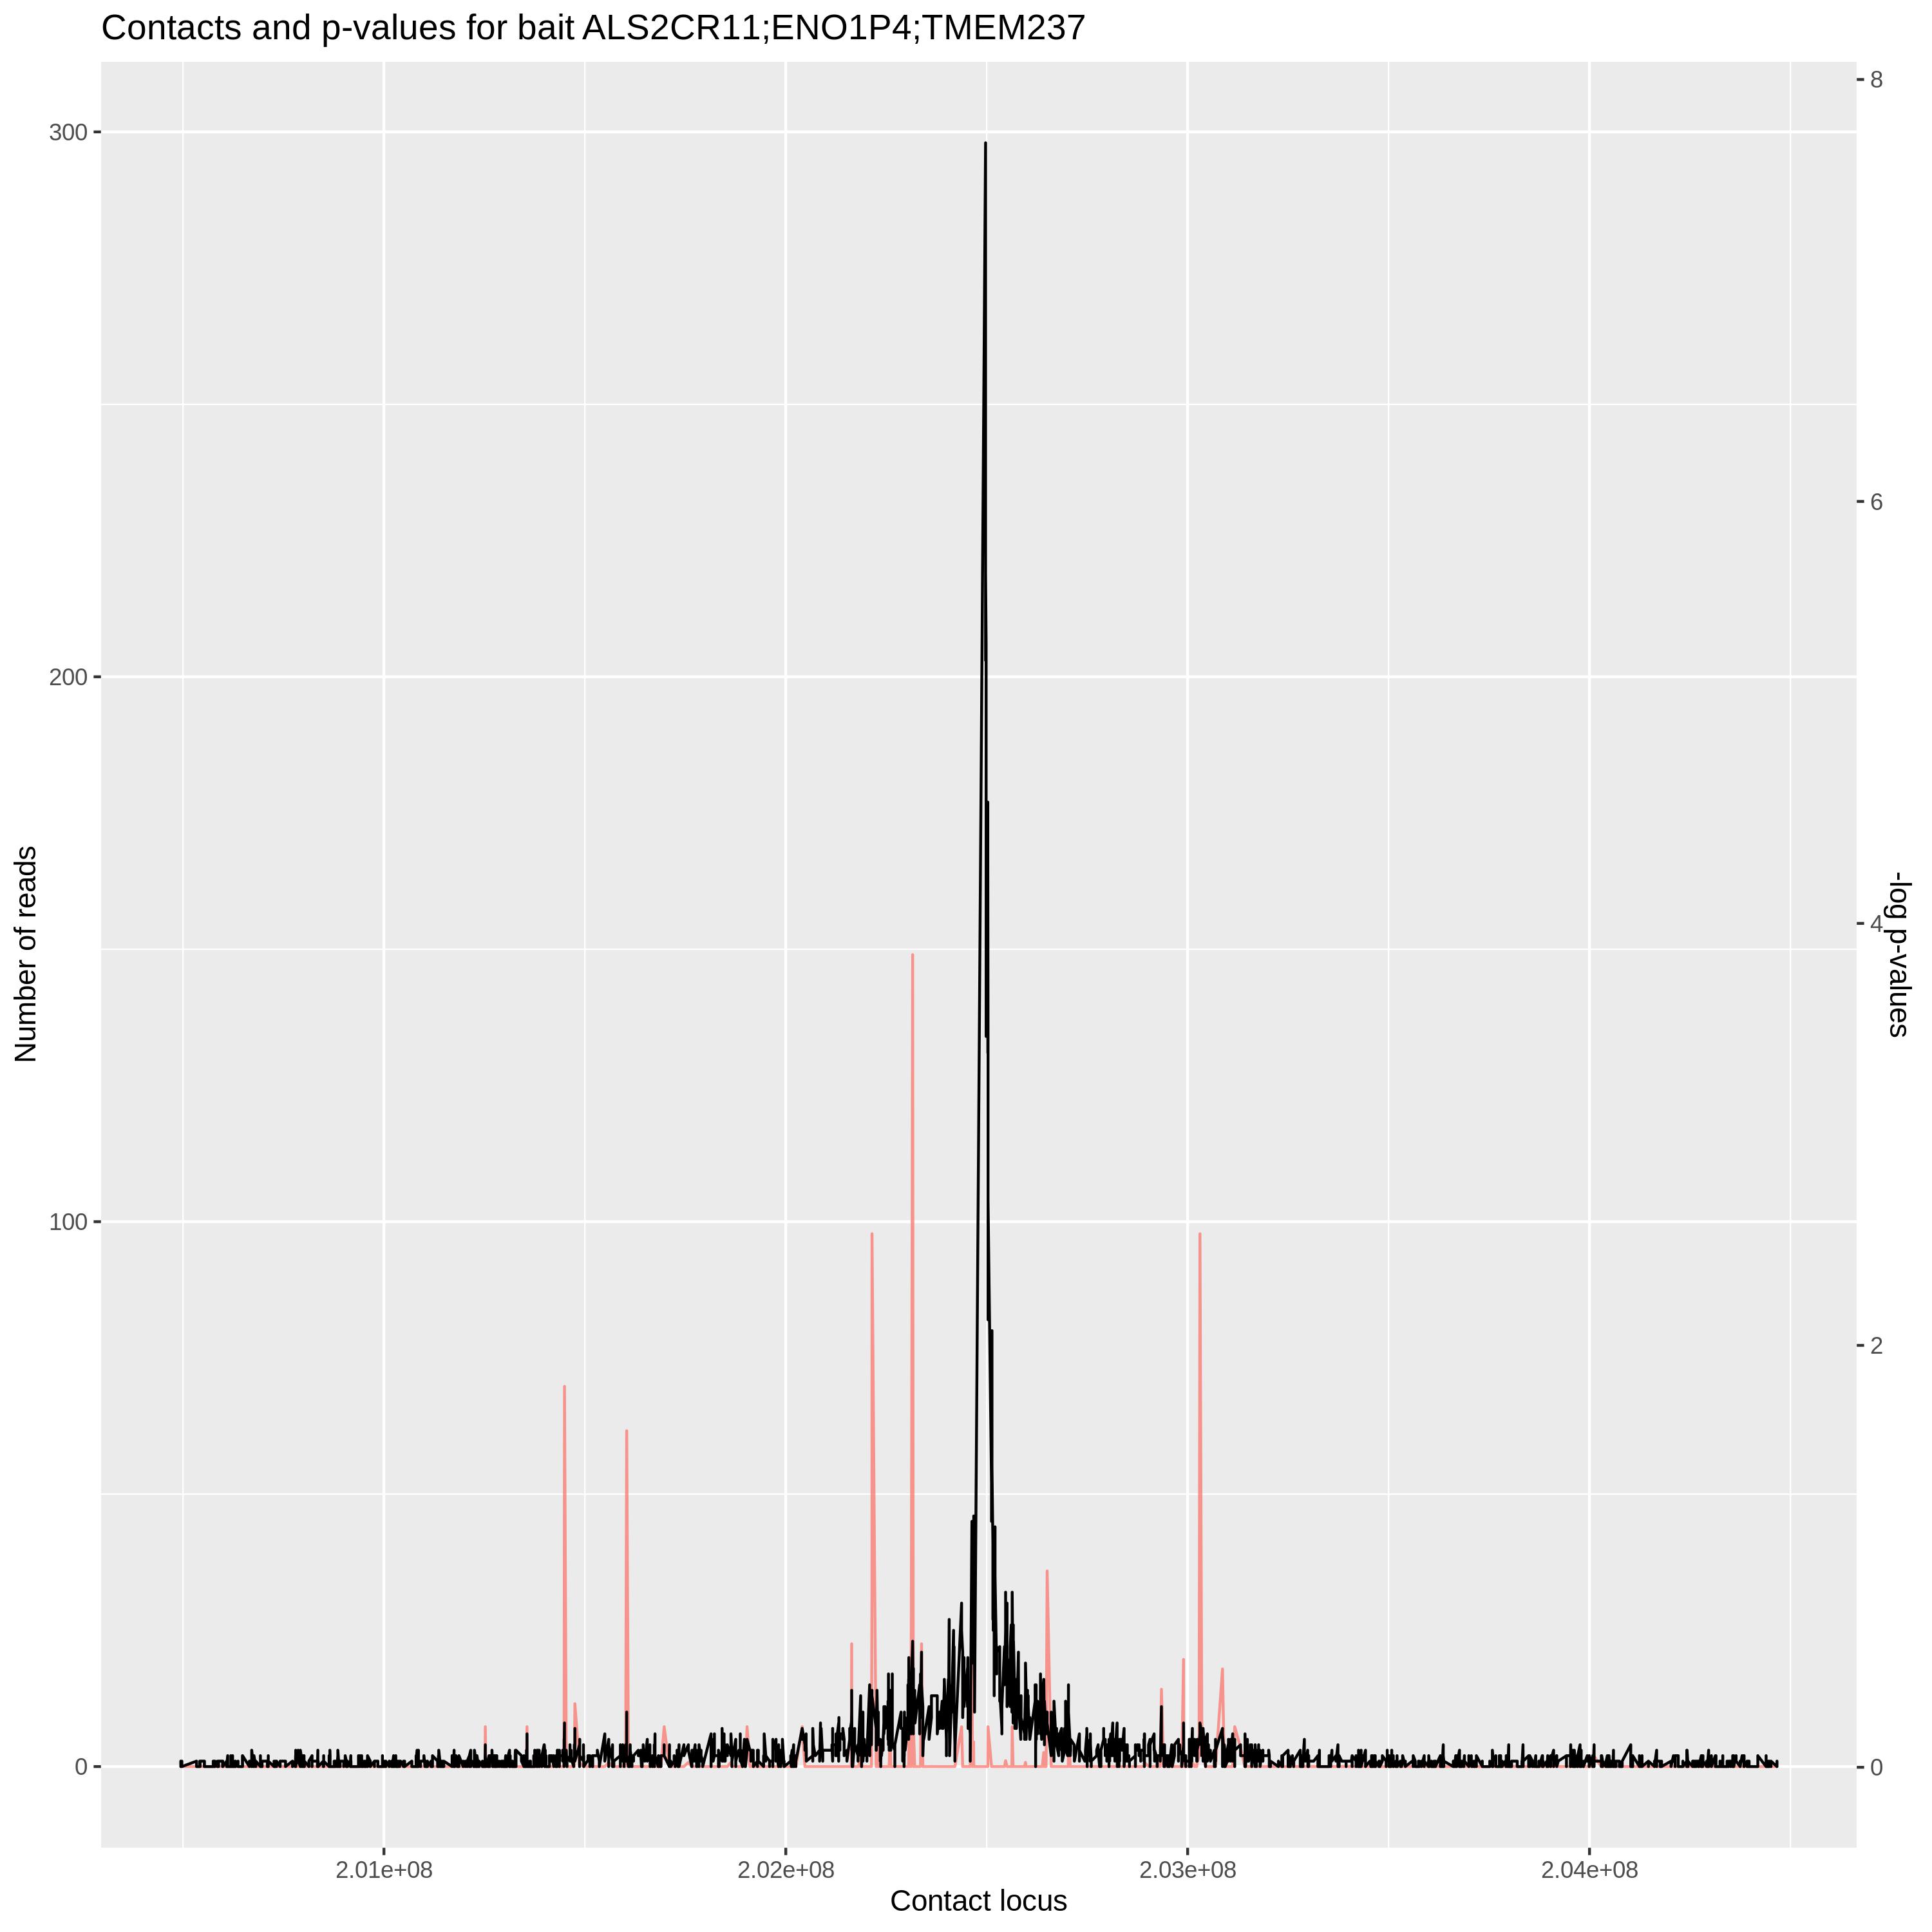 Contacts and p-values for bait ALS2CR11;ENO1P4;TMEM237
300
200
100
0
Number of reads
8
6
4
2
0
-log p-values
2.01e+08
2.02e+08
2.03e+08
2.04e+08
Contact locus